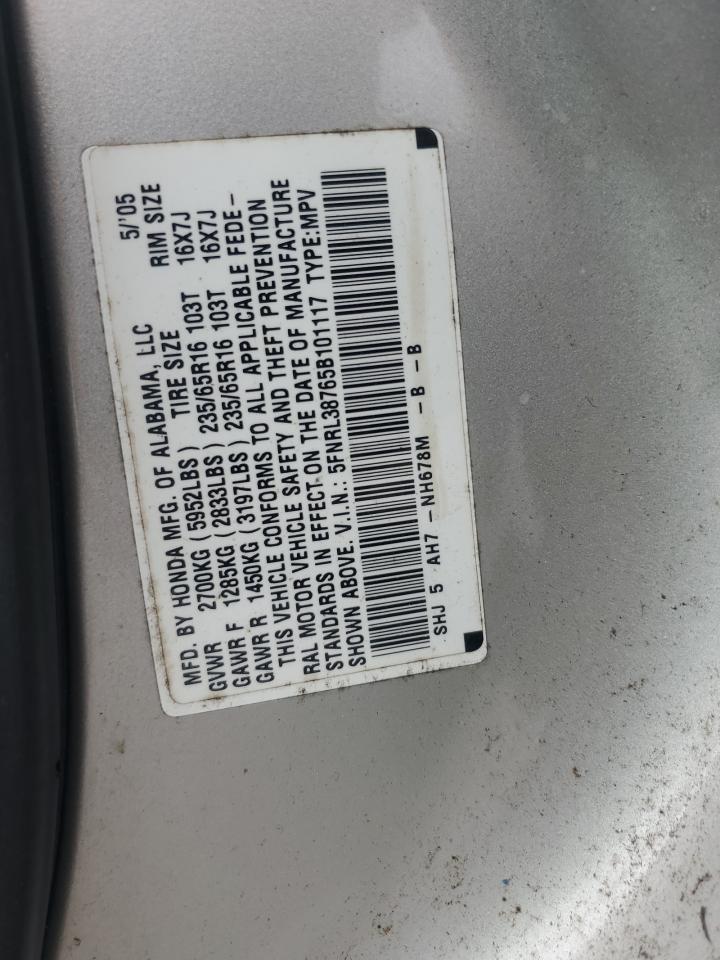 MFD. BY HONDA MFG. OF ALABAMA, LLC 5/'05
GVWR 2700KG (5952LBS) TIRE SIZE RIM SIZE
GAWR F 1285KG (2833LBS) 235/65R16 103T 16X7J
GAWR R 1450KG (3197LBS) 235/65R16 103T 16X7J
THIS VEHICLE CONFORMS TO ALL APPLICABLE FEDE-
RAL MOTOR VEHICLE SAFETY AND THEFT PREVENTION
STANDARDS IN EFFECT ON THE DATE OF MANUFACTURE
SHOWN ABOVE. V.I.N.: 5FNRL38765B101117 TYPE:MPV
SHJ 5 AH7 - NH678M - B - B